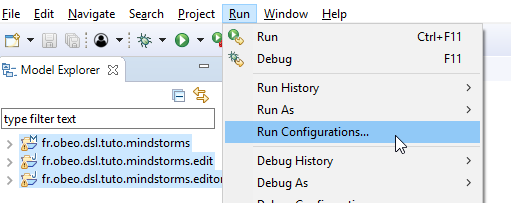 File Edit Navigate Search Project Run Window Help
Run Ctrl+F11
Debug F11
Run History
Run As
Run Configurations...
Debug History
Debug As
Model Explorer
type filter text
fr.obeo.dsl.tuto.mindstorms
fr.obeo.dsl.tuto.mindstorms.edit
fr.obeo.dsl.tuto.mindstorms.editor